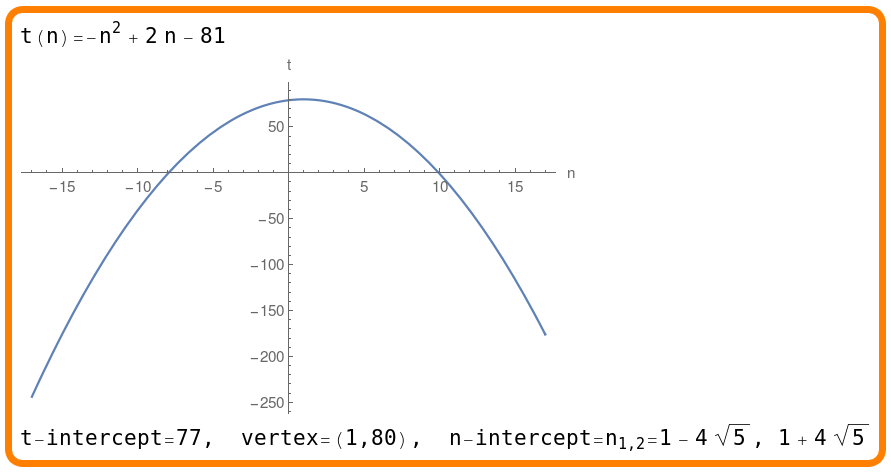 t(n)=-n² + 2 n - 81
t
50
n
-15 -10 -5 5 10 15
-50
-100
-150
-200
-250
t-intercept=77, vertex=(1,80), n-intercept=n₁,₂=1 - 4 √5, 1 + 4 √5